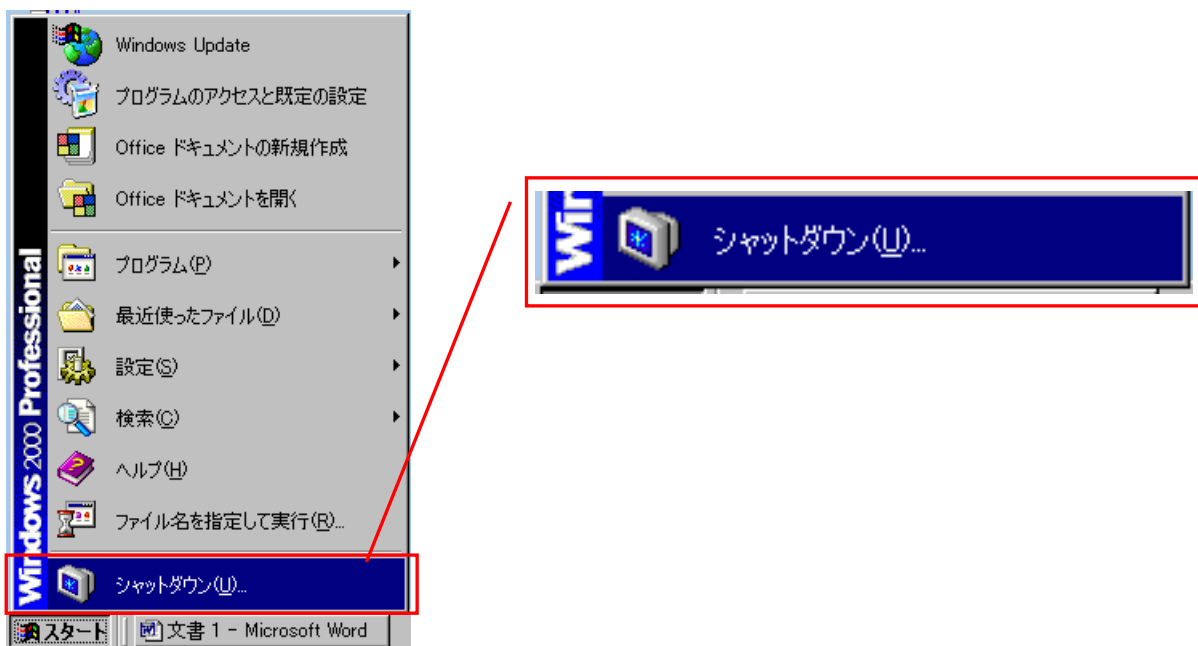 Windows Update
プログラムのアクセスと既定の設定
Office ドキュメントの新規作成
Office ドキュメントを開く
プログラム(P)
最近使ったファイル(D)
設定(S)
検索(C)
ヘルプ(H)
ファイル名を指定して実行(R)...
シャットダウン(U)...
Windows 2000 Professional
スタート
文書 1 - Microsoft Word
Win
シャットダウン(U)...